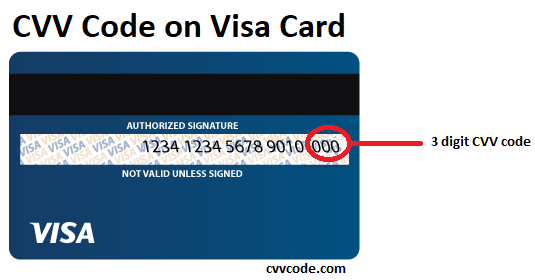 CVV Code on Visa Card
AUTHORIZED SIGNATURE
1234 1234 5678 9010 000
3 digit CVV code
NOT VALID UNLESS SIGNED
VISA
cvvcode.com